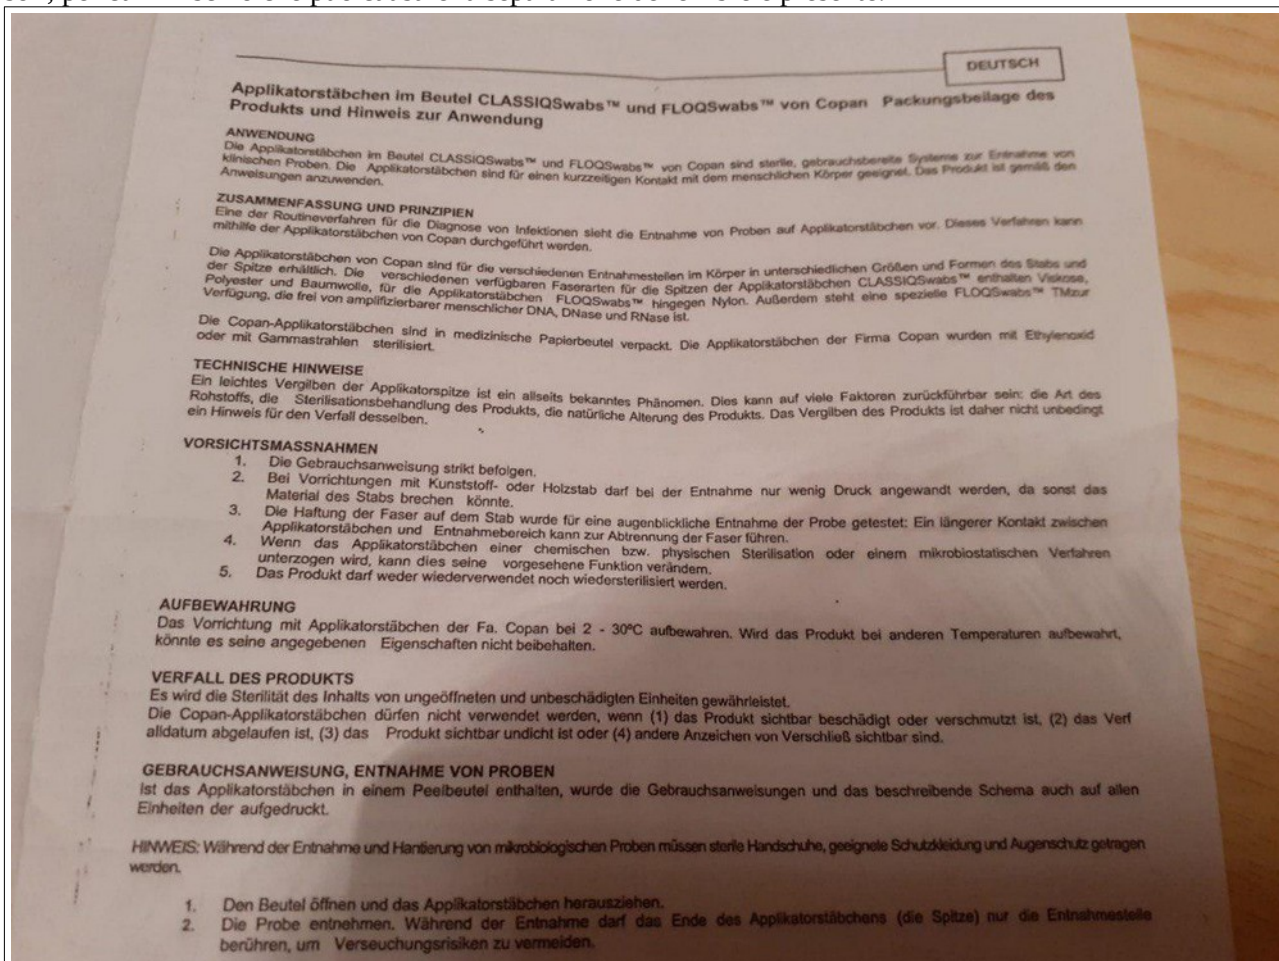 DEUTSCH
Applikatorstäbchen im Beutel CLASSIQSwabs™ und FLOQSwabs™ von Copan Packungsbeilage des
Produkts und Hinweis zur Anwendung
ANWENDUNG
Die Applikatorstäbchen im Beutel CLASSIQSwabs™ und FLOQSwabs™ von Copan sind sterile, gebrauchsbereite Systeme zur Entnahme von
klinischen Proben. Die Applikatorstäbchen sind für einen kurzzeitigen Kontakt mit dem menschlichen Körper geeignet. Das Produkt ist gemäß den
Anweisungen anzuwenden.
ZUSAMMENFASSUNG UND PRINZIPIEN
Eine der Routineverfahren für die Diagnose von Infektionen sieht die Entnahme von Proben auf Applikatorstäbchen vor. Dieses Verfahren kann
mithilfe der Applikatorstäbchen von Copan durchgeführt werden.
Die Applikatorstäbchen von Copan sind für die verschiedenen Entnahmestellen im Körper in unterschiedlichen Größen und Formen des Stabs und
der Spitze erhältlich. Die verschiedenen verfügbaren Faserarten für die Spitzen der Applikatorstäbchen CLASSIQSwabs™ enthalten Viskose,
Polyester und Baumwolle, für die Applikatorstäbchen FLOQSwabs™ hingegen Nylon. Außerdem steht eine spezielle FLOQSwabs™ TMzur
Verfügung, die frei von amplifizierbarer menschlicher DNA, DNase und RNase ist.
Die Copan-Applikatorstäbchen sind in medizinische Papierbeutel verpackt. Die Applikatorstäbchen der Firma Copan wurden mit Ethylenoxid
oder mit Gammastrahlen sterilisiert.
TECHNISCHE HINWEISE
Ein leichtes Vergilben der Applikatorspitze ist ein allseits bekanntes Phänomen. Dies kann auf viele Faktoren zurückführbar sein: die Art des
Rohstoffs, die Sterilisationsbehandlung des Produkts, die natürliche Alterung des Produkts. Das Vergilben des Produkts ist daher nicht unbedingt
ein Hinweis für den Verfall desselben.
VORSICHTSMASSNAHMEN
1. Die Gebrauchsanweisung strikt befolgen.
2. Bei Vorrichtungen mit Kunststoff- oder Holzstab darf bei der Entnahme nur wenig Druck angewandt werden, da sonst das
Material des Stabs brechen könnte.
3. Die Haftung der Faser auf dem Stab wurde für eine augenblickliche Entnahme der Probe getestet: Ein längerer Kontakt zwischen
Applikatorstäbchen und Entnahmebereich kann zur Abtrennung der Faser führen.
4. Wenn das Applikatorstäbchen einer chemischen bzw. physischen Sterilisation oder einem mikrobiostatischen Verfahren
unterzogen wird, kann dies seine vorgesehene Funktion verändern.
5. Das Produkt darf weder wiederverwendet noch wiedersterilisiert werden.
AUFBEWAHRUNG
Das Vorrichtung mit Applikatorstäbchen der Fa. Copan bei 2 - 30ºC aufbewahren. Wird das Produkt bei anderen Temperaturen aufbewahrt,
könnte es seine angegebenen Eigenschaften nicht beibehalten.
VERFALL DES PRODUKTS
Es wird die Sterilität des Inhalts von ungeöffneten und unbeschädigten Einheiten gewährleistet.
Die Copan-Applikatorstäbchen dürfen nicht verwendet werden, wenn (1) das Produkt sichtbar beschädigt oder verschmutzt ist, (2) das Verf
alldatum abgelaufen ist, (3) das Produkt sichtbar undicht ist oder (4) andere Anzeichen von Verschließ sichtbar sind.
GEBRAUCHSANWEISUNG, ENTNAHME VON PROBEN
Ist das Applikatorstäbchen in einem Peelbeutel enthalten, wurde die Gebrauchsanweisungen und das beschreibende Schema auch auf allen
Einheiten der aufgedruckt.
HINWEIS: Während der Entnahme und Hantierung von mikrobiologischen Proben müssen sterile Handschuhe, geeignete Schutzkleidung und Augenschutz getragen
werden.
1. Den Beutel öffnen und das Applikatorstäbchen herausziehen.
2. Die Probe entnehmen. Während der Entnahme darf das Ende des Applikatorstäbchens (die Spitze) nur die Entnahmestelle
berühren, um Verseuchungsrisiken zu vermeiden.